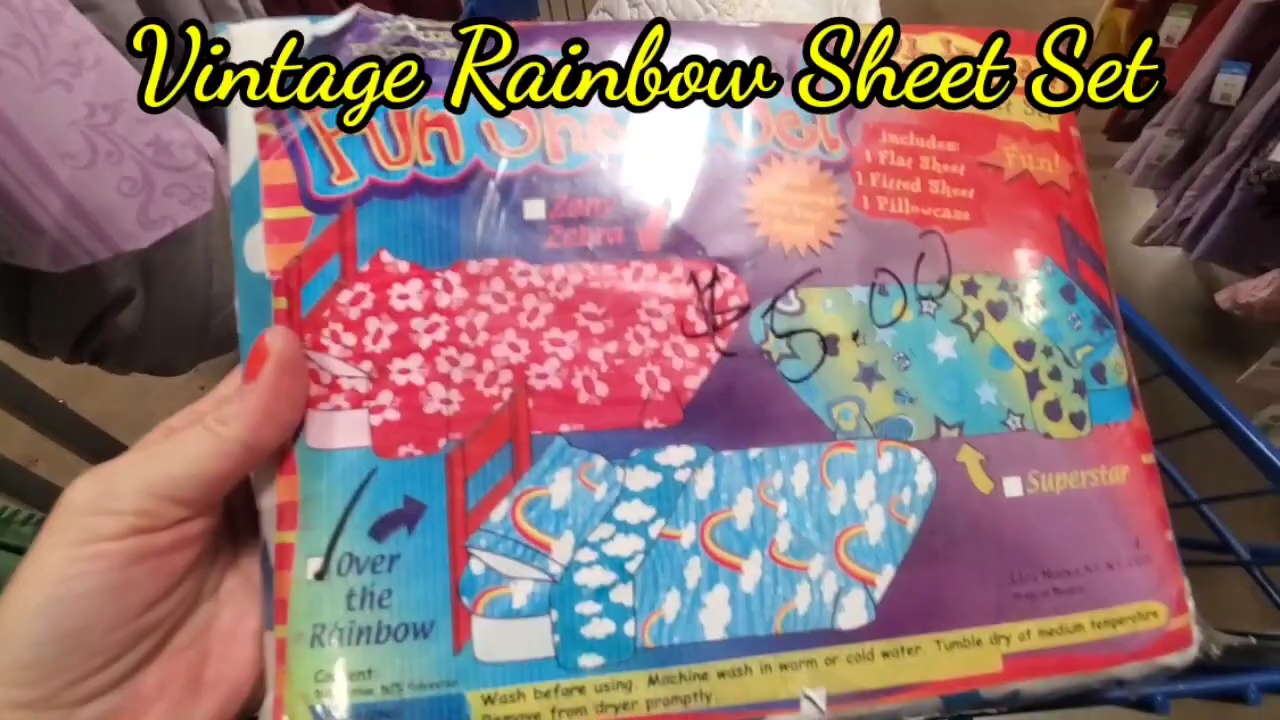 Vintage Rainbow Sheet Set
Fun Sheet Set
Includes:
1 Flat Sheet
1 Fitted Sheet
1 Pillowcase
Fun!
Zone
Zebra
$5.00
Superstar
Over
the
Rainbow
Content:
Wash before using. Machine wash in warm or cold water. Tumble dry at medium temperature
Remove from dryer promptly.